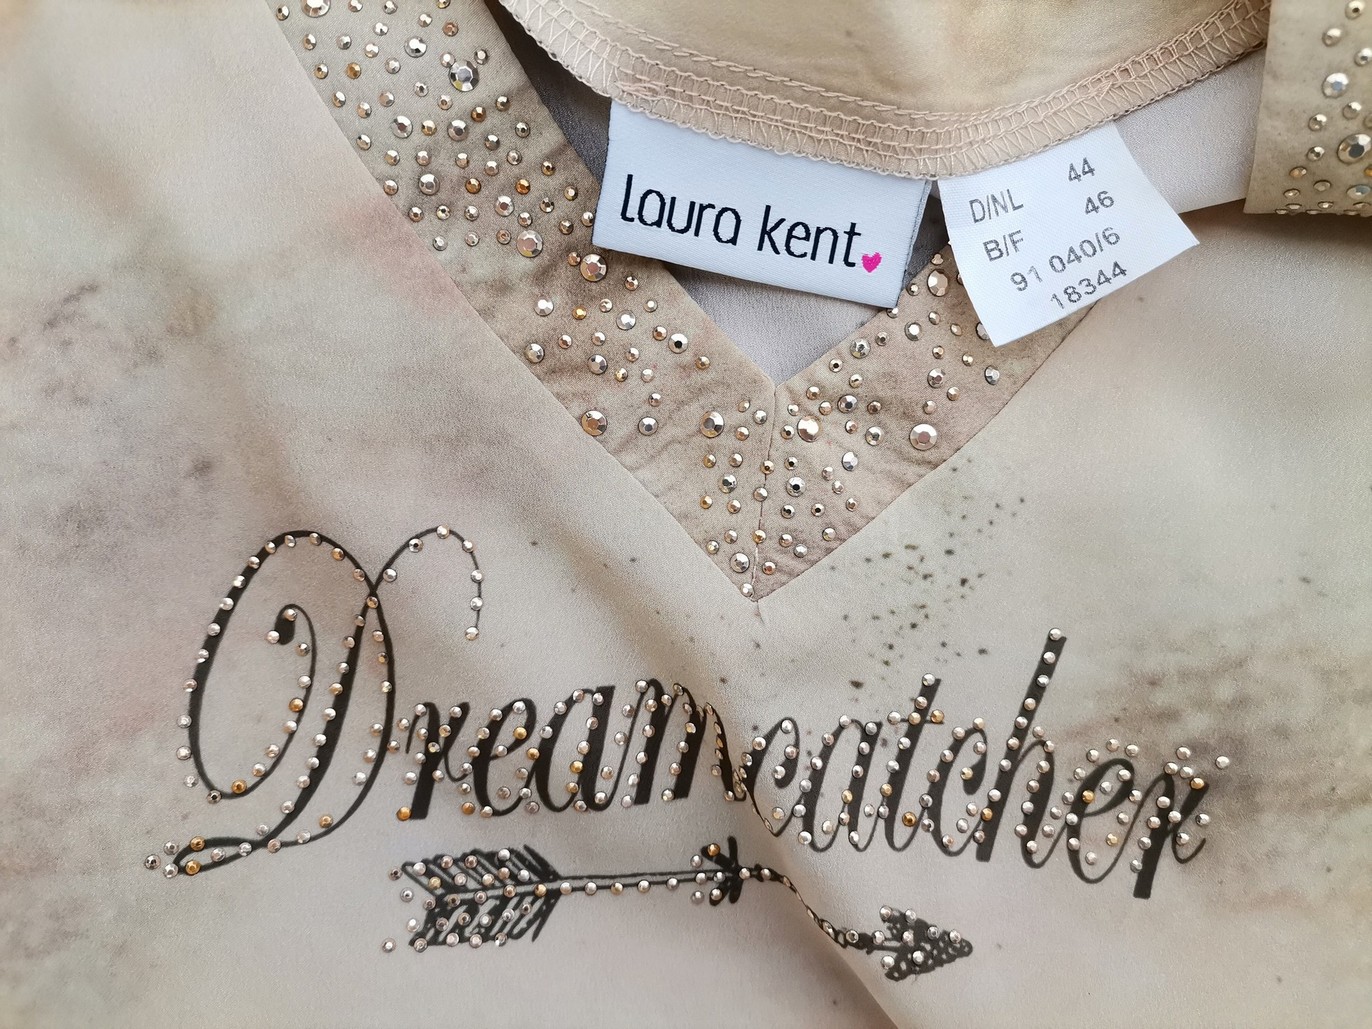 laura kent
D/NL 44
B/F 46
91 040/6
18344
Dreamcatcher